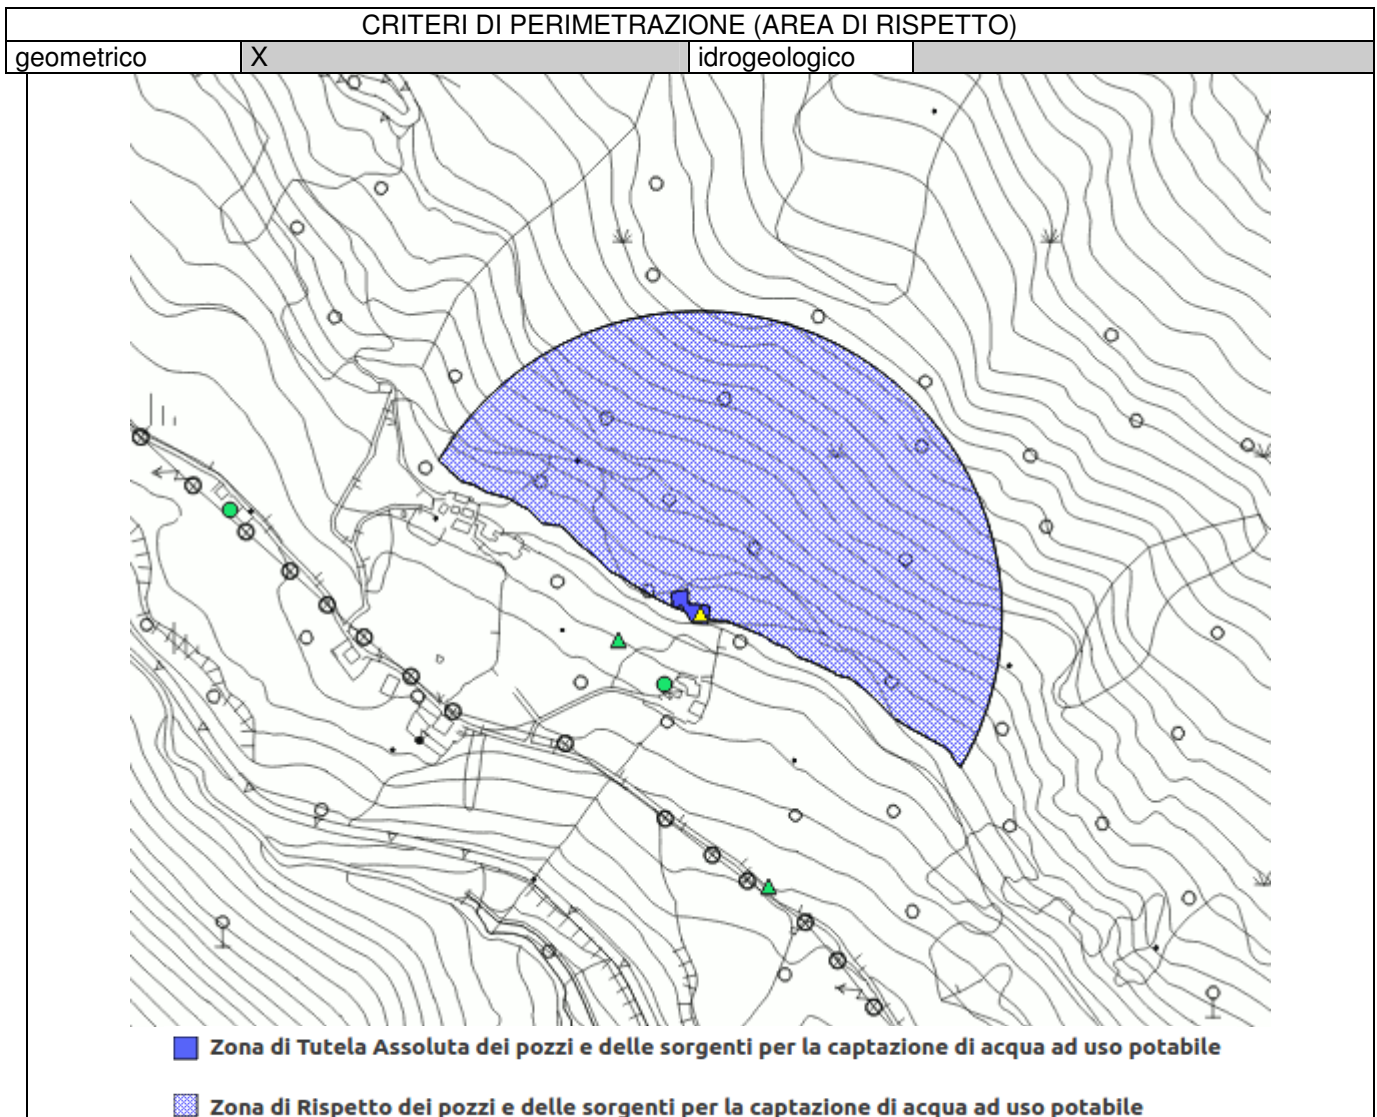 CRITERI DI PERIMETRAZIONE (AREA DI RISPETTO)
geometrico X idrogeologico
Zona di Tutela Assoluta dei pozzi e delle sorgenti per la captazione di acqua ad uso potabile
Zona di Rispetto dei pozzi e delle sorgenti per la captazione di acqua ad uso potabile